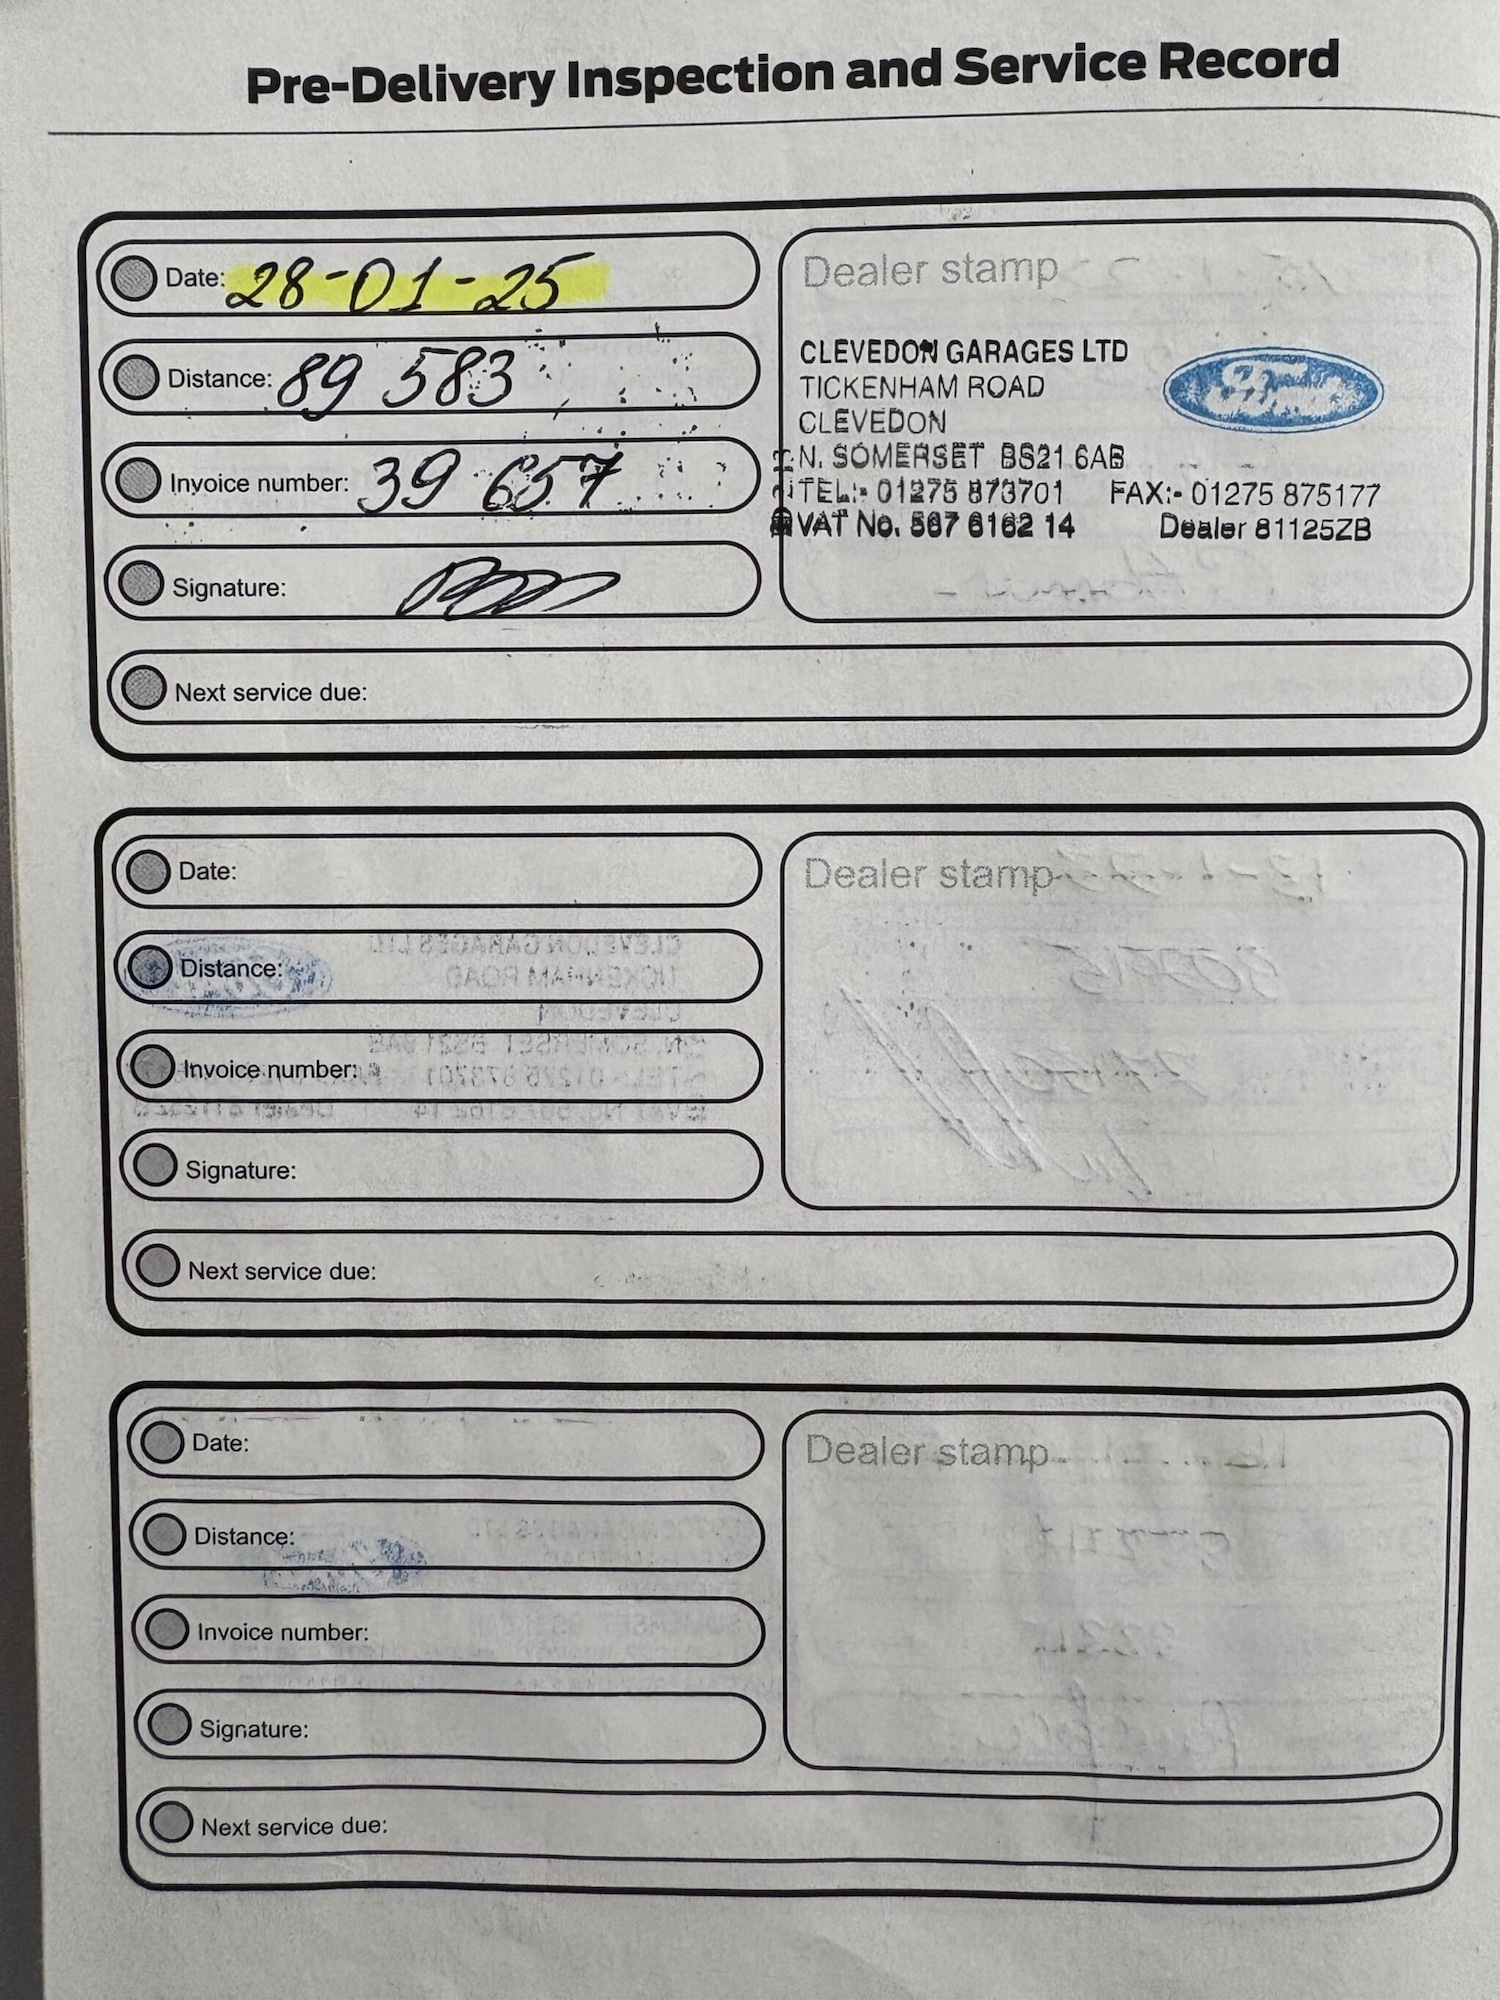 Pre-Delivery Inspection and Service Record
Date: 28-01-25
Distance: 89 583
Invoice number: 39 657
Signature:
Next service due:
Dealer stamp
CLEVEDON GARAGES LTD
TICKENHAM ROAD
CLEVEDON
N. SOMERSET BS21 6AB
TEL:- 01275 873701 FAX:- 01275 875177
VAT No. 567 6162 14 Dealer 81125ZB
Ford
Date:
Distance:
Invoice number:
Signature:
Next service due:
Dealer stamp
Date:
Distance:
Invoice number:
Signature:
Next service due:
Dealer stamp